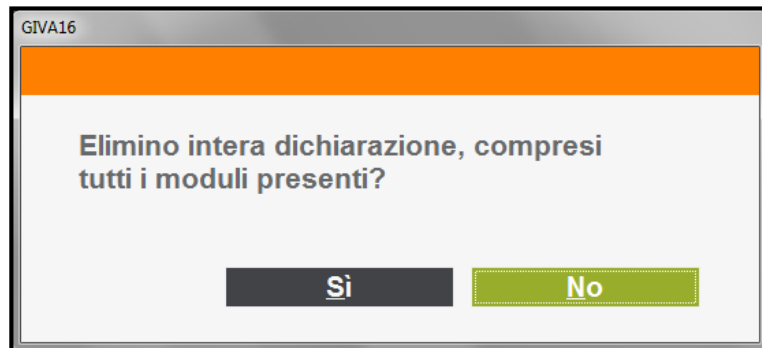 GIVA16
Elimino intera dichiarazione, compresi
tutti i moduli presenti?
Sì
No